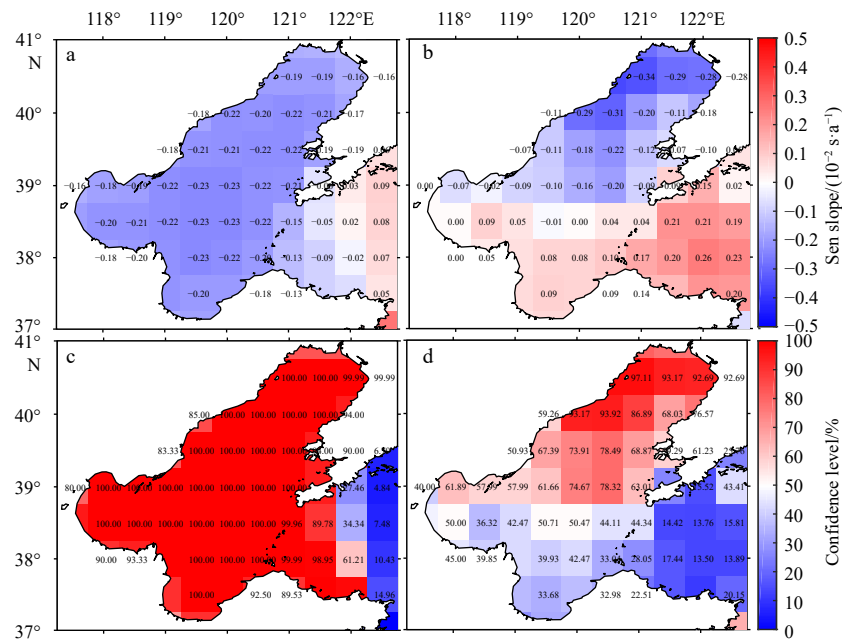 118° 119° 120° 121° 122°E 118° 119° 120° 121° 122°E
41°
N
40°
39°
38°
37°
a
−0.19 −0.19 −0.16 −0.16
−0.18 −0.22 −0.20 −0.20 −0.19 −0.17
−0.18 −0.21 −0.22 −0.22 −0.21
−0.16 −0.18 −0.19 −0.22 −0.23 −0.22 −0.22 −0.21 0.03 0.09
−0.20 −0.21 −0.22 −0.23 −0.23 −0.22 −0.15 −0.05 0.02 0.08
−0.18 −0.20 −0.23 −0.22 −0.20 −0.13 −0.09 −0.02 0.07
−0.20 −0.18 −0.13 0.05
b
−0.34 −0.29 −0.28 −0.28
−0.11 −0.29 −0.31 −0.20 −0.11 −0.18
−0.07 −0.11 −0.18 −0.22 −0.12 −0.07 −0.10
0.00 −0.07 −0.02 −0.09 −0.10 −0.16 −0.20 −0.09 0.15 0.02
0.00 0.09 0.05 −0.01 0.00 0.04 0.04 0.21 0.21 0.19
0.00 0.05 0.08 0.08 0.17 0.20 0.26 0.23
0.09 0.09 0.14 0.20
0.5
0.4
0.3
0.2
0.1
0
−0.1
−0.2
−0.3
−0.4
−0.5
Sen slope/(10⁻² s·a⁻¹)
41°
N
40°
39°
38°
37°
c
100.00 100.00 99.99 99.99
85.00 100.00 100.00 100.00 100.00 94.00
83.33 100.00 100.00 100.00 100.00 90.00
80.00 100.00 100.00 100.00 100.00 100.00 100.00 100.00 4.84
100.00 100.00 100.00 100.00 100.00 100.00 99.96 89.78 34.34 7.48
90.00 93.33 100.00 100.00 100.00 99.99 98.95 61.21 10.43
100.00 92.50 89.53 14.96
d
97.11 93.17 92.69 92.69
59.26 93.17 93.92 86.89 68.03 76.57
50.93 67.39 73.91 78.49 68.87 61.23
40.00 61.89 57.99 57.99 61.66 74.67 78.32 63.01 43.41
50.00 36.32 42.47 50.71 50.47 44.11 44.34 14.42 13.76 15.81
45.00 39.85 39.93 42.47 28.05 17.44 13.50 13.89
33.68 32.98 22.51 20.15
100
90
80
70
60
50
40
30
20
10
0
Confidence level/%